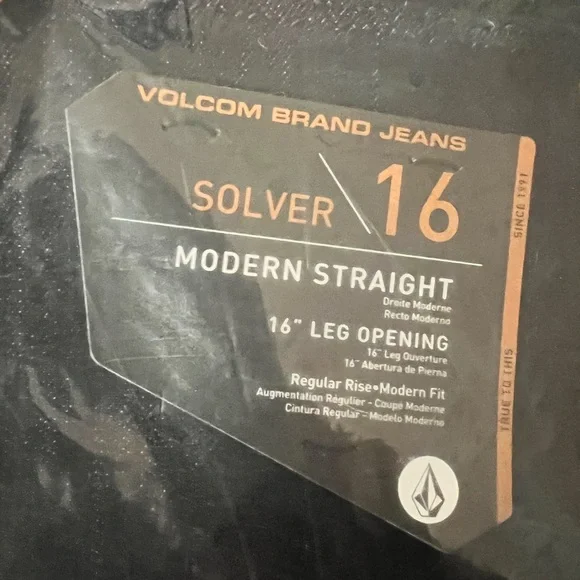 VOLCOM BRAND JEANS
SOLVER \ 16
MODERN STRAIGHT
Droite Moderne
Recto Moderno
16" LEG OPENING
16" Leg Ouverture
16" Abertura de Pierna
Regular Rise•Modern Fit
Augmentation Régulier - Coupe Moderne
Cintura Regular - Modelo Moderno
SINCE 1991
TRUE TO THIS